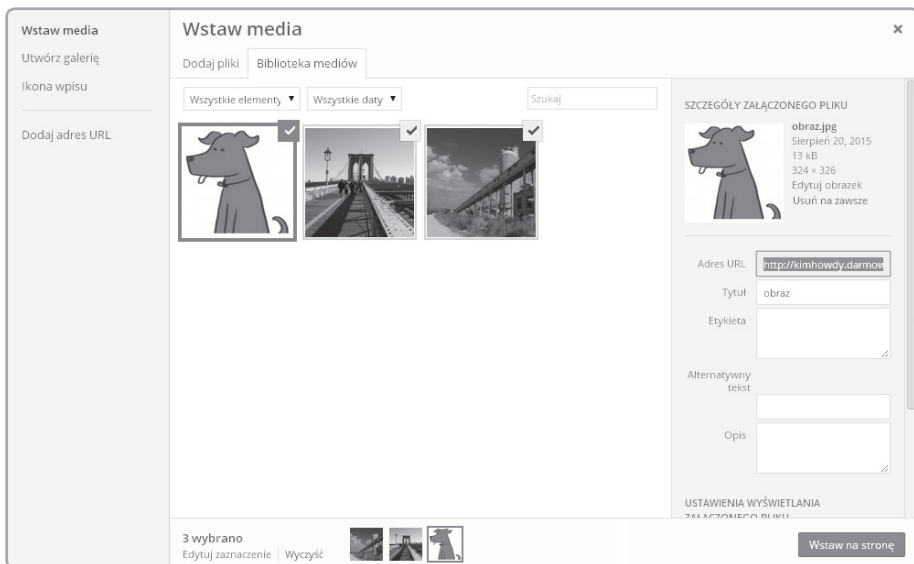 Wstaw media
Utwórz galerię
Ikona wpisu
Dodaj adres URL
Wstaw media
Dodaj pliki
Biblioteka mediów
Wszystkie elementy
Wszystkie daty
Szukaj
SZCZEGÓŁY ZAŁĄCZONEGO PLIKU
obraz.jpg
Sierpień 20, 2015
13 kB
324 × 326
Edytuj obrazek
Usuń na zawsze
Adres URL
http://kimhowdy.darmow
Tytuł
obraz
Etykieta
Alternatywny
tekst
Opis
USTAWIENIA WYŚWIETLANIA
ZAŁĄCZONEGO PLIKU
3 wybrano
Edytuj zaznaczenie
Wyczyść
Wstaw na stronę